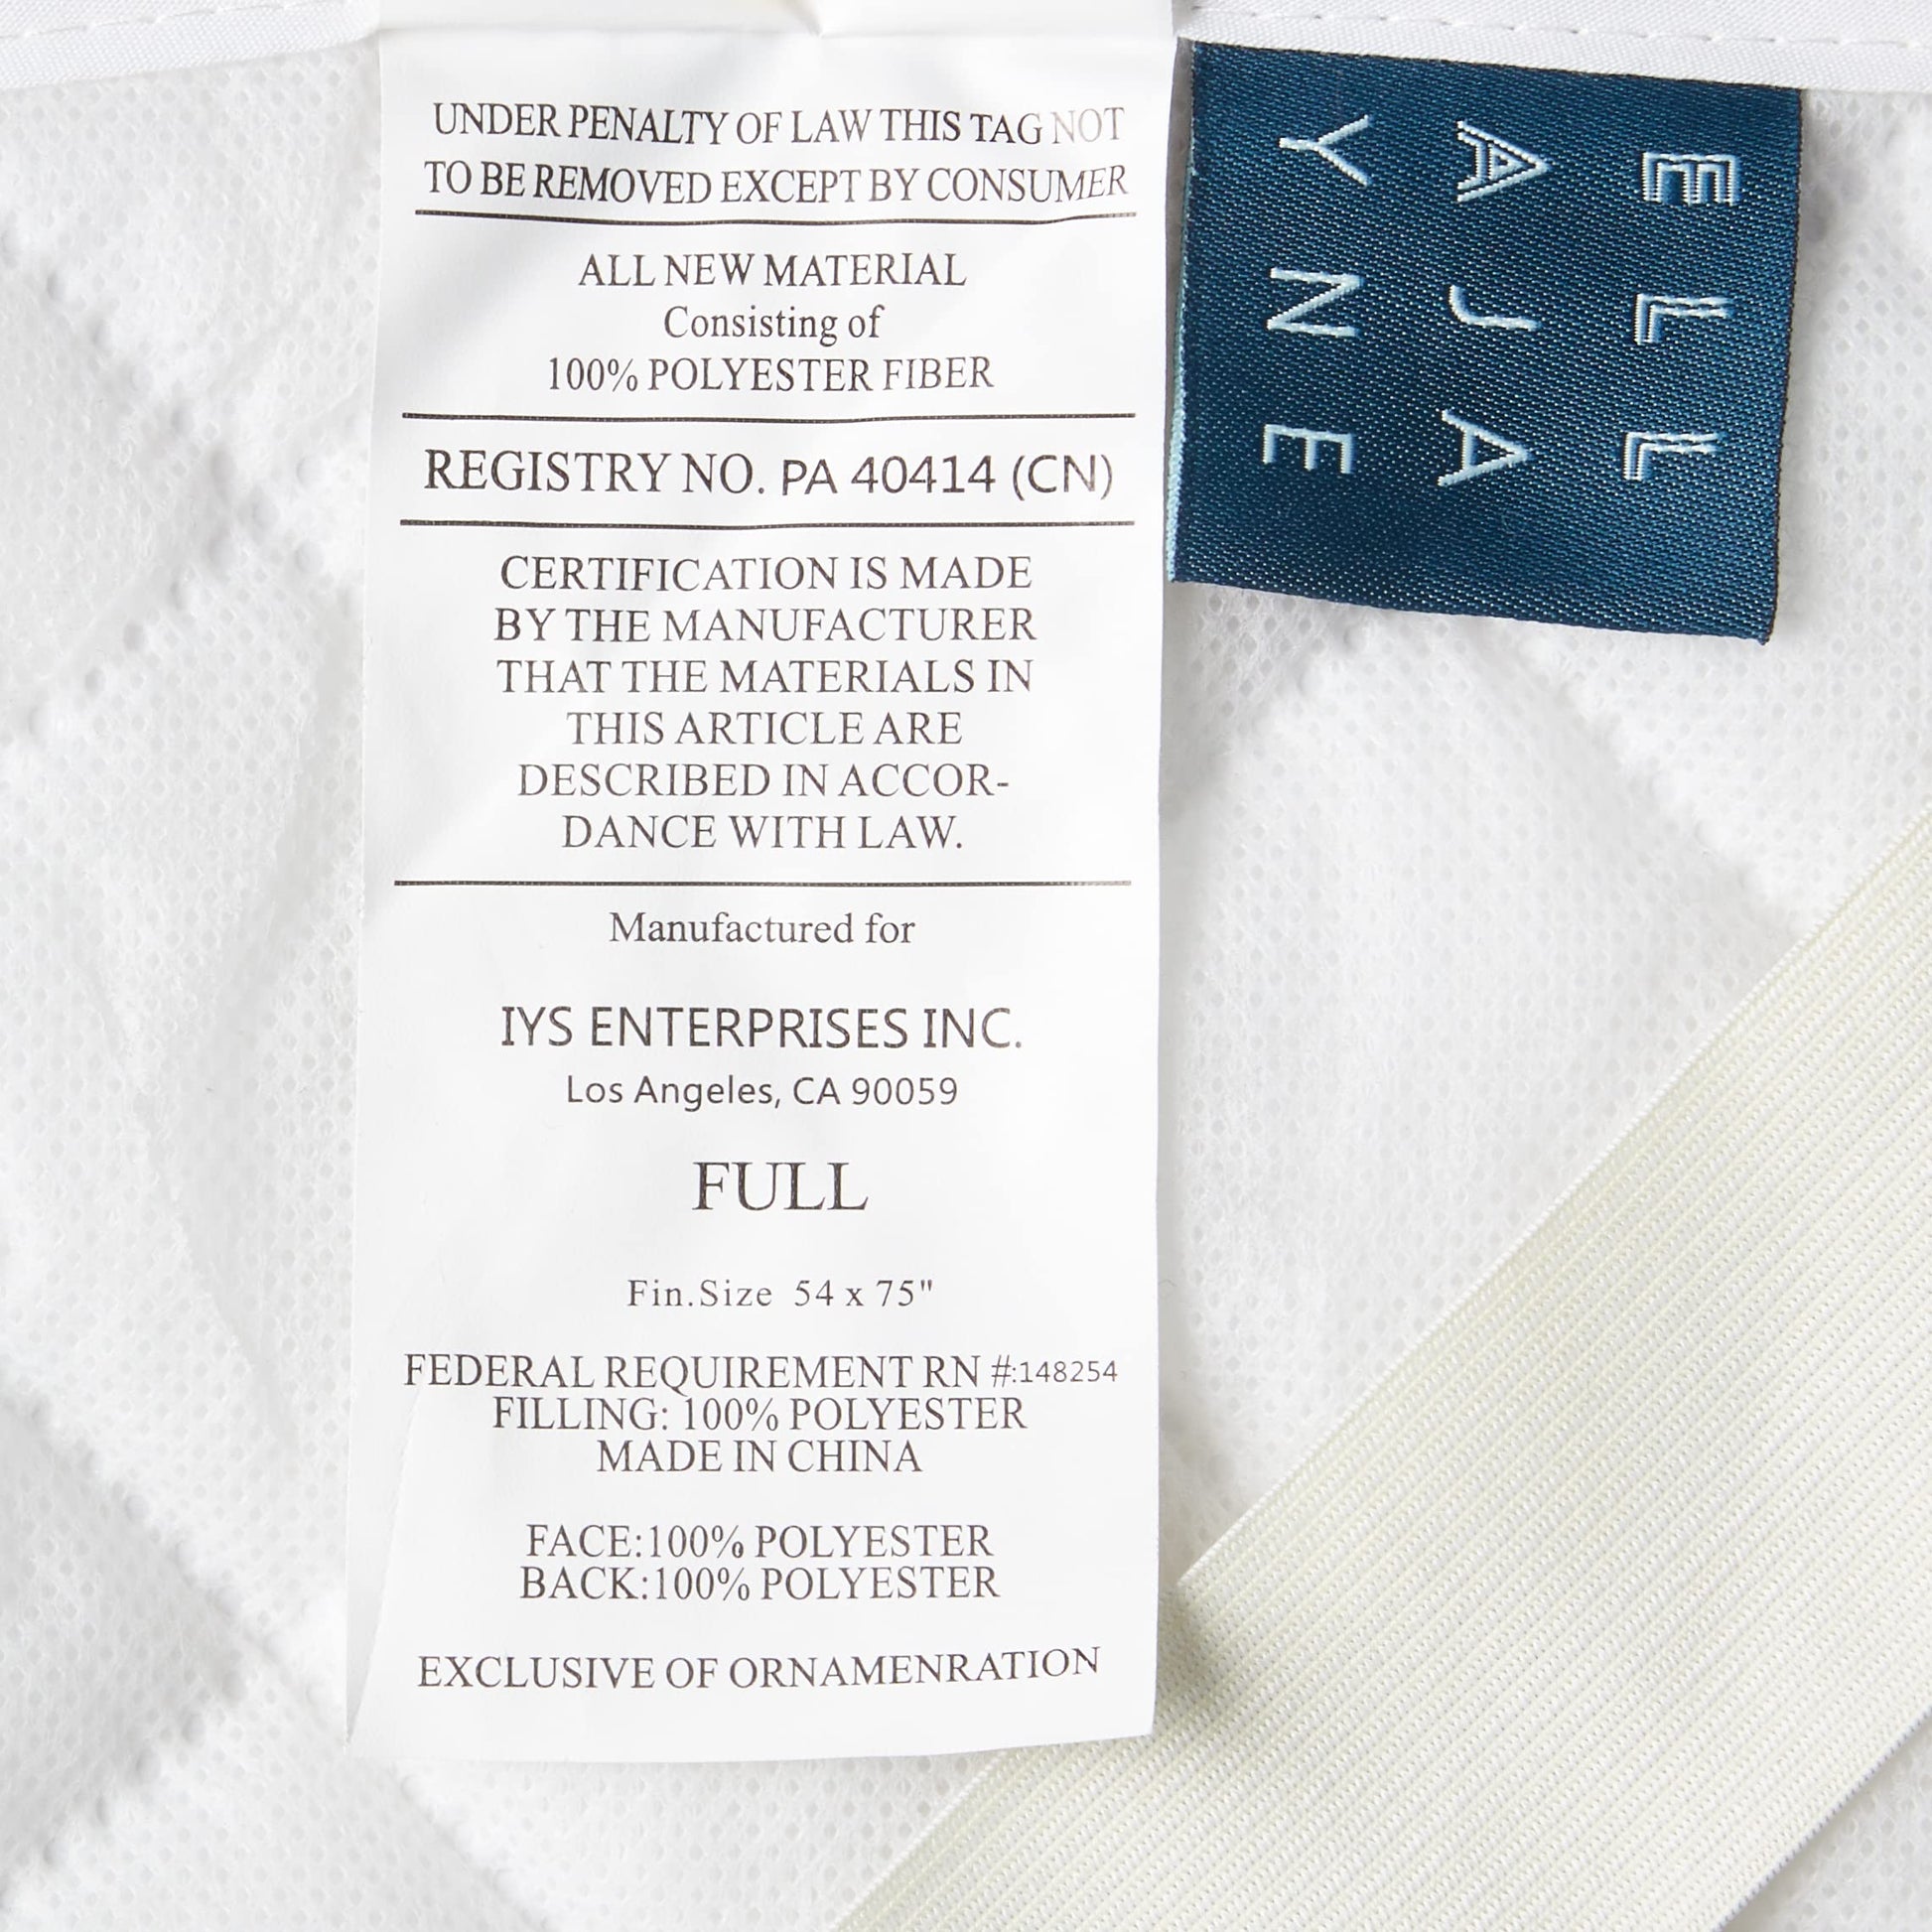 UNDER PENALTY OF LAW THIS TAG NOT
TO BE REMOVED EXCEPT BY CONSUMER
ALL NEW MATERIAL
Consisting of
100% POLYESTER FIBER
REGISTRY NO. PA 40414 (CN)
CERTIFICATION IS MADE
BY THE MANUFACTURER
THAT THE MATERIALS IN
THIS ARTICLE ARE
DESCRIBED IN ACCOR-
DANCE WITH LAW.
Manufactured for
IYS ENTERPRISES INC.
Los Angeles, CA 90059
FULL
Fin.Size 54 x 75"
FEDERAL REQUIREMENT RN #:148254
FILLING: 100% POLYESTER
MADE IN CHINA
FACE:100% POLYESTER
BACK:100% POLYESTER
EXCLUSIVE OF ORNAMENRATION
ELL
AJA
YNE